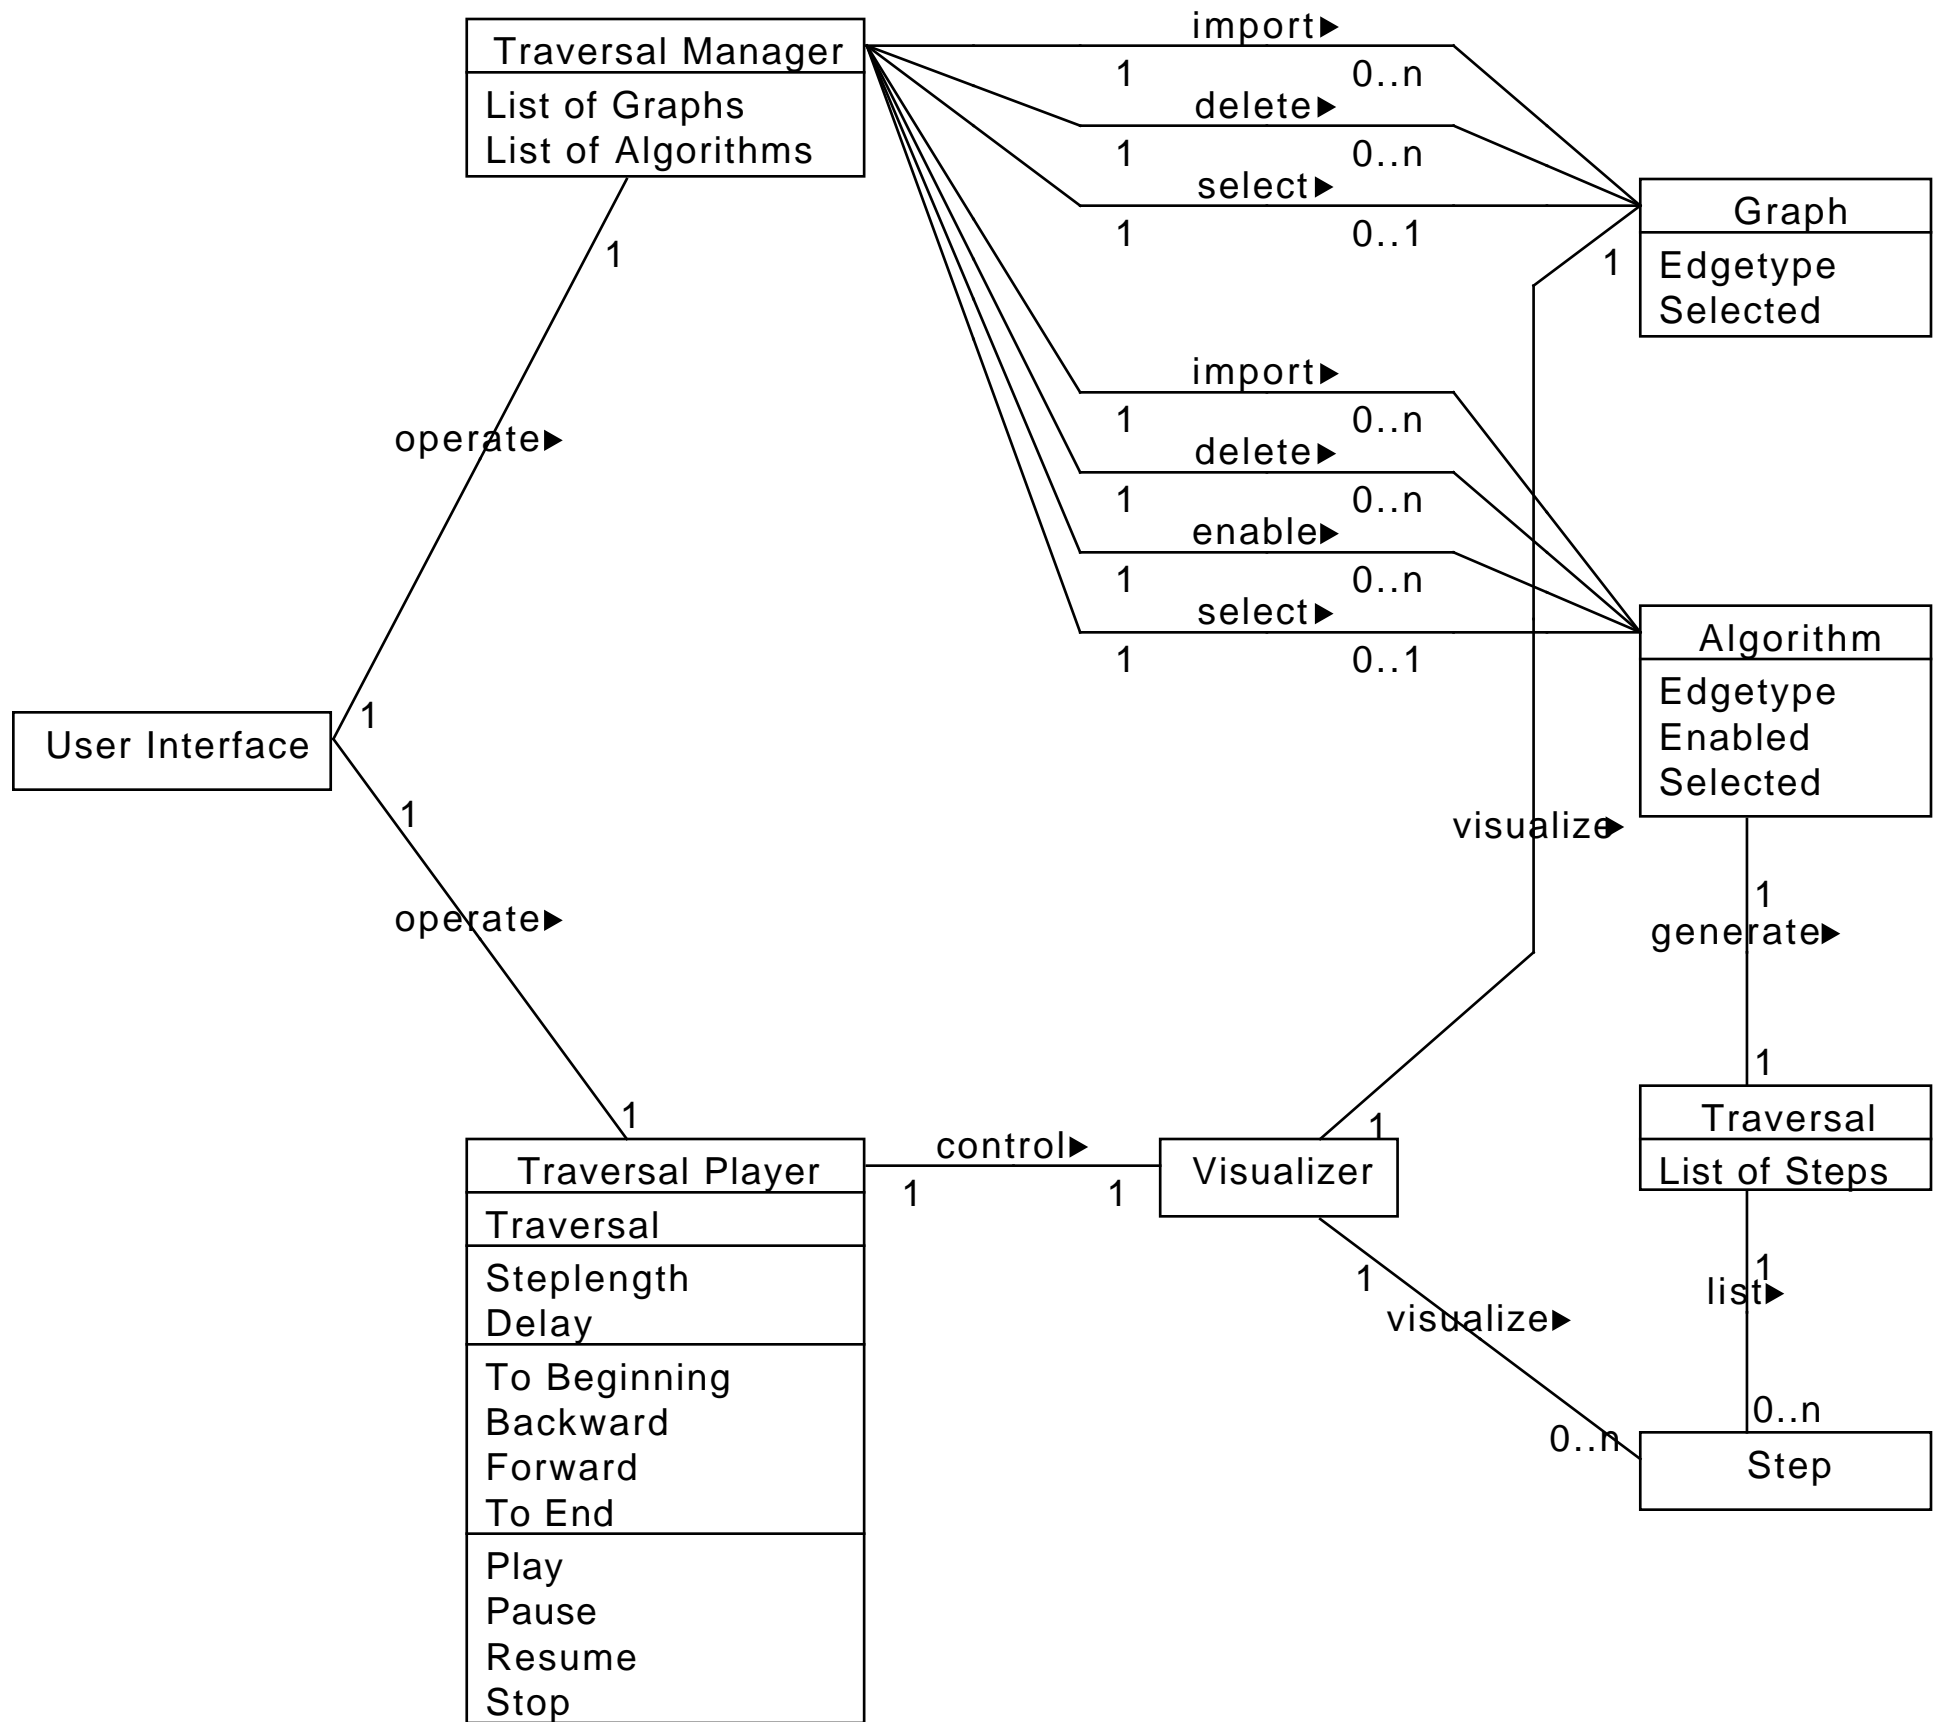 import▶
Traversal Manager
1
0..n
List of Graphs
delete▶
List of Algorithms
1
0..n
select▶
Graph
1
0..1
1
1
Edgetype
Selected
import▶
1
0..n
operate▶
delete▶
1
0..n
enable▶
1
0..n
select▶
Algorithm
1
0..1
Edgetype
1
User Interface
Enabled
Selected
1
visualize▶
1
operate▶
generate▶
1
1
1
Traversal
control▶
Traversal Player
Visualizer
List of Steps
1
1
Traversal
1
Steplength
1
list▶
Delay
visualize▶
To Beginning
0..n
Backward
0..n
Forward
Step
To End
Play
Pause
Resume
Stop